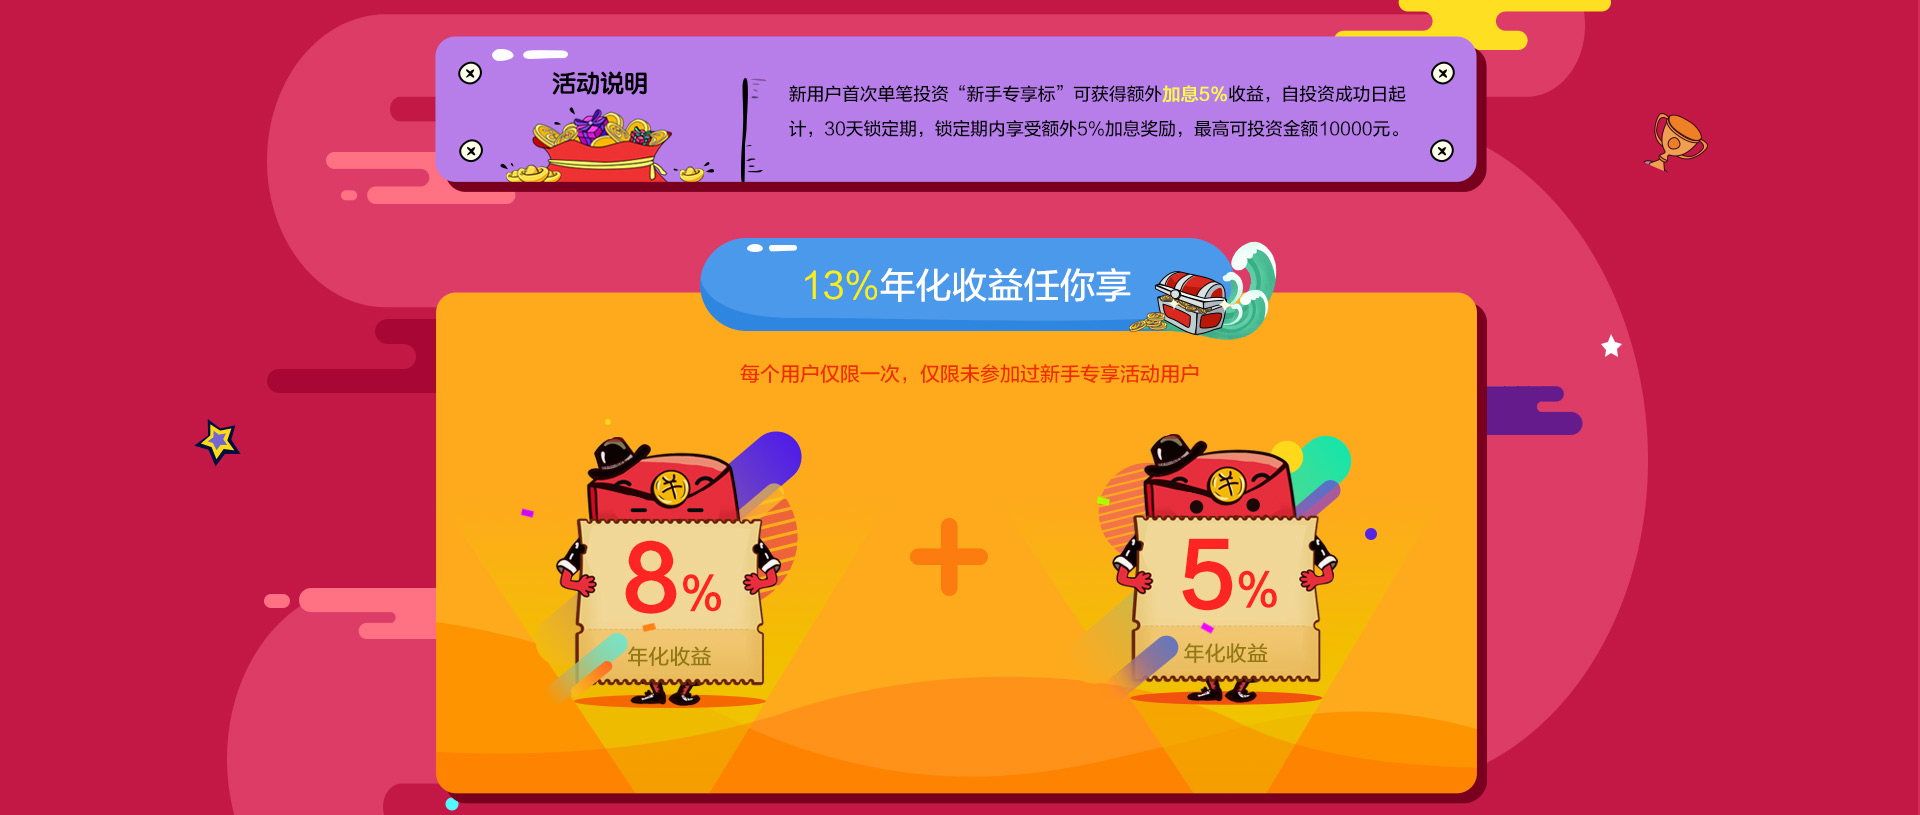 活动说明
新用户首次单笔投资“新手专享标”可获得额外加息5%收益，自投资成功日起
计，30天锁定期，锁定期内享受额外5%加息奖励，最高可投资金额10000元。
13%年化收益任你享
每个用户仅限一次，仅限未参加过新手专享活动用户
8%
年化收益
5%
年化收益